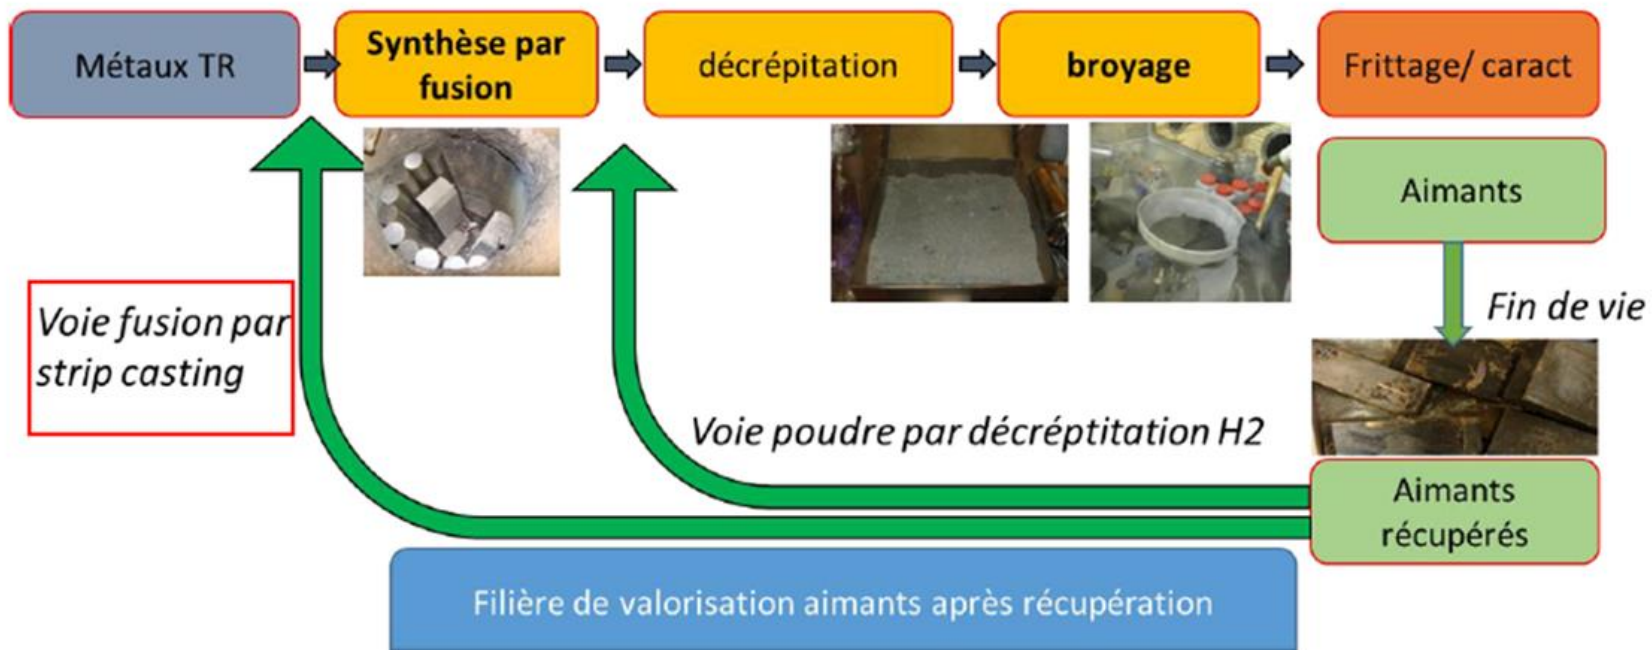 Métaux TR
Synthèse par
fusion
décrépitation
broyage
Frittage/ caract
Aimants
Fin de vie
Voie fusion par
strip casting
Voie poudre par décréptitation H2
Aimants
récupérés
Filière de valorisation aimants après récupération